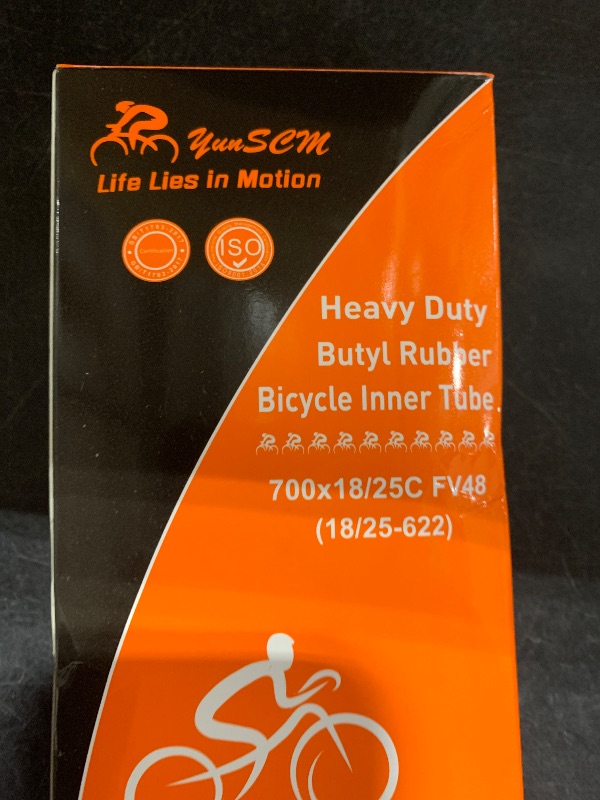 YunSCM
Life Lies in Motion
Certification
ISO
Heavy Duty
Butyl Rubber
Bicycle Inner Tube.
700x18/25C FV48
(18/25-622)